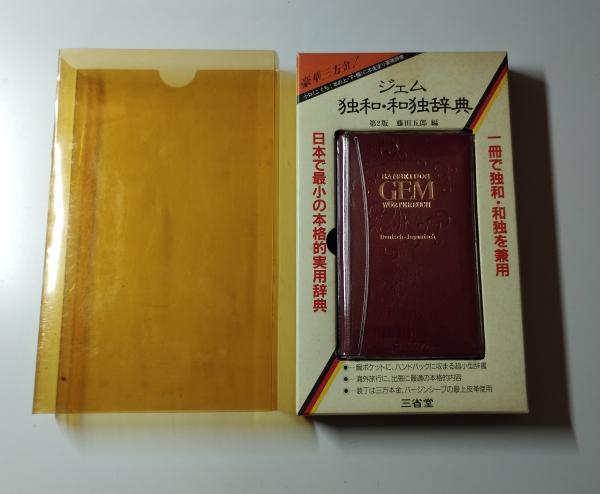 豪華三方金!
ジェム
独和・和独辞典
第2版 藤田五郎 編
一冊で独和・和独を兼用
日本で最小の本格的実用辞典
SANSEIDOS
GEM
WÖRTERBUCH
Deutsch-Japanisch
●…胸ポケットに、ハンドバッグに収まる超小型辞書
●…海外旅行に、出張に最適の本格的内容
●…装丁は三方本金、バージンシープの最上皮革使用
三省堂